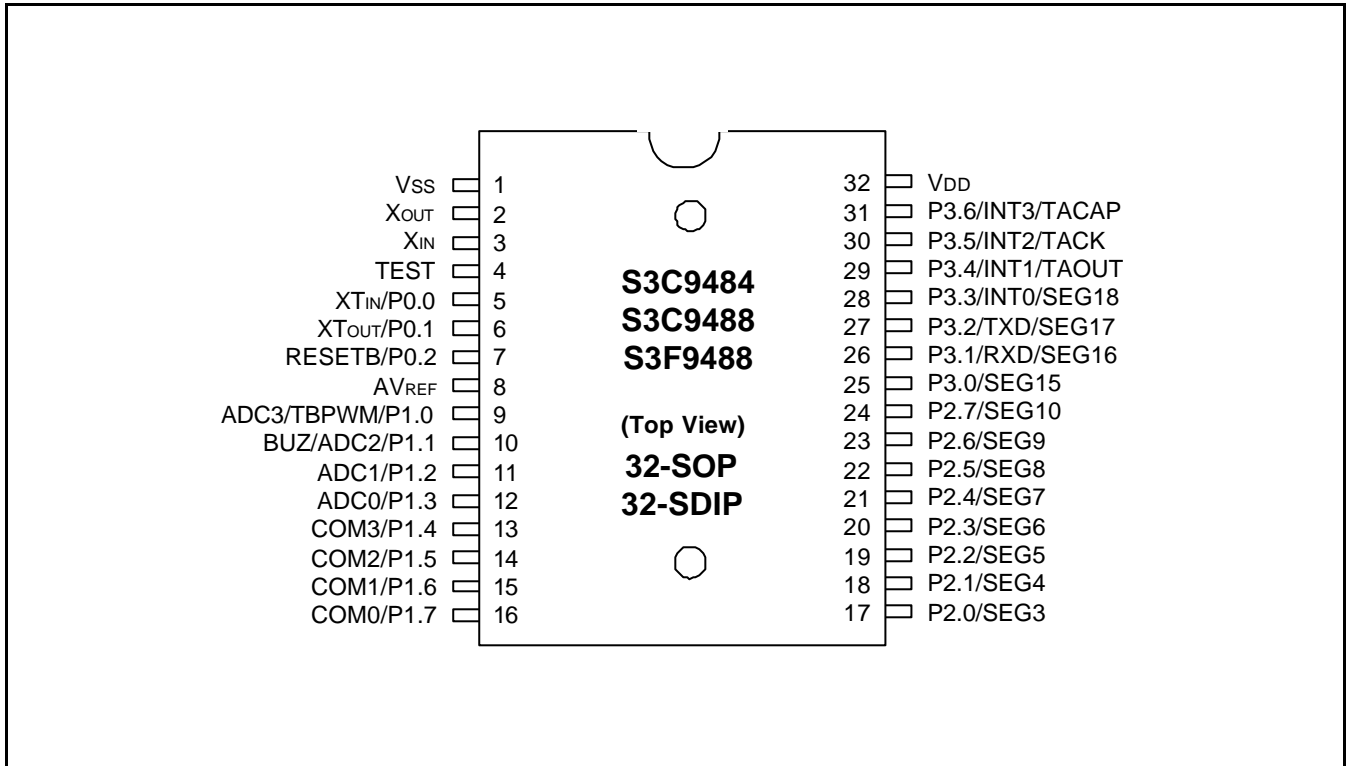 VSS 1
XOUT 2
XIN 3
TEST 4
XTIN/P0.0 5
XTOUT/P0.1 6
RESETB/P0.2 7
AVREF 8
ADC3/TBPWM/P1.0 9
BUZ/ADC2/P1.1 10
ADC1/P1.2 11
ADC0/P1.3 12
COM3/P1.4 13
COM2/P1.5 14
COM1/P1.6 15
COM0/P1.7 16
S3C9484
S3C9488
S3F9488
(Top View)
32-SOP
32-SDIP
32 VDD
31 P3.6/INT3/TACAP
30 P3.5/INT2/TACK
29 P3.4/INT1/TAOUT
28 P3.3/INT0/SEG18
27 P3.2/TXD/SEG17
26 P3.1/RXD/SEG16
25 P3.0/SEG15
24 P2.7/SEG10
23 P2.6/SEG9
22 P2.5/SEG8
21 P2.4/SEG7
20 P2.3/SEG6
19 P2.2/SEG5
18 P2.1/SEG4
17 P2.0/SEG3